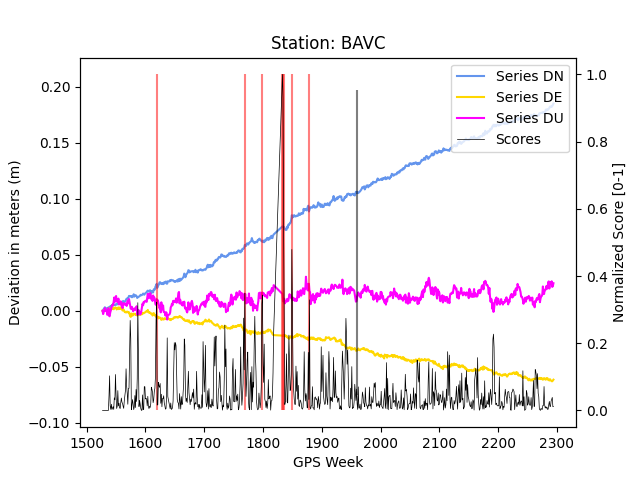 Station: BAVC
Series DN
Series DE
Series DU
Scores
0.20
0.15
0.10
0.05
0.00
−0.05
−0.10
Deviation in meters (m)
1.0
0.8
0.6
0.4
0.2
0.0
Normalized Score [0-1]
1500 1600 1700 1800 1900 2000 2100 2200 2300
GPS Week